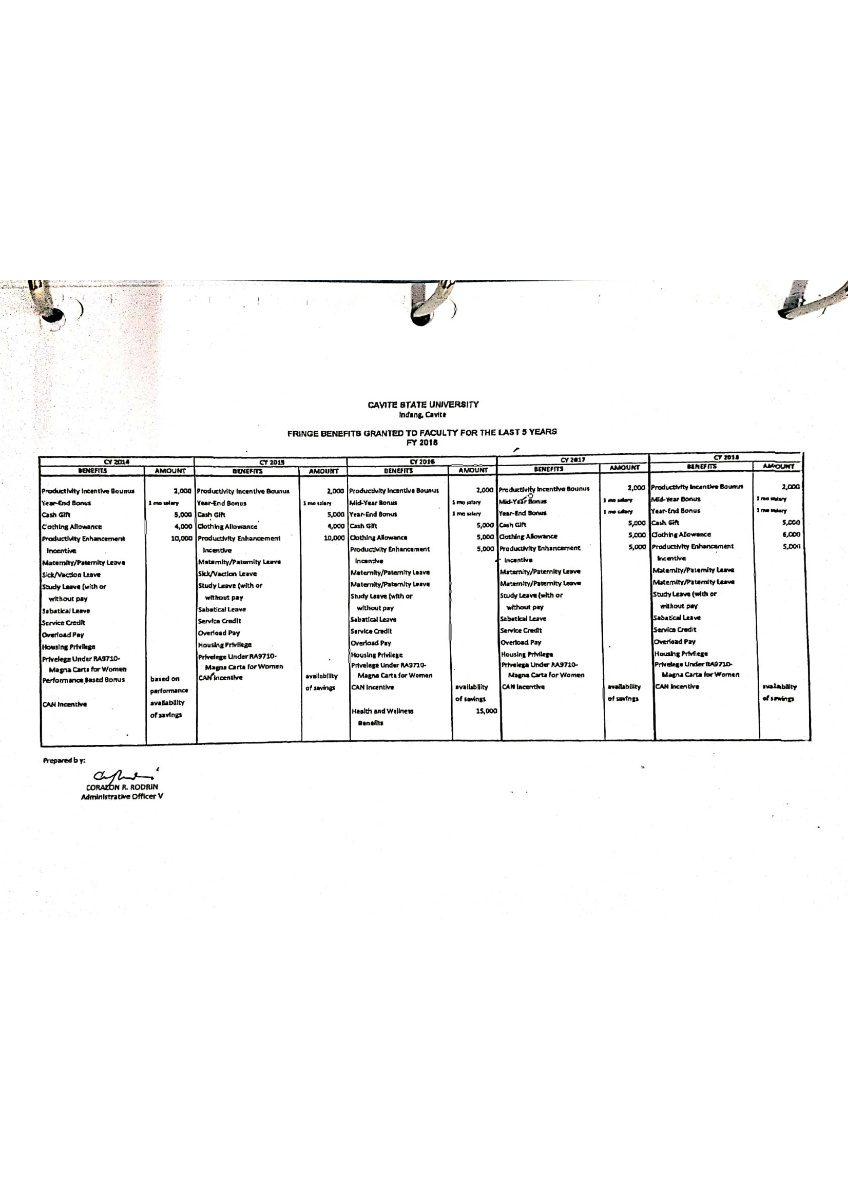 CAVITE STATE UNIVERSITY
Indang, Cavite
FRINGE BENEFITS GRANTED TO FACULTY FOR THE LAST 5 YEARS
FY 2018
CY 2014 CY 2015 CY 2016 CY 2017 CY 2018
BENEFITS AMOUNT BENEFITS AMOUNT BENEFITS AMOUNT BENEFITS AMOUNT BENEFITS AMOUNT
Productivity Incentive Bounus 2,000 Productivity Incentive Bounus 2,000 Productivity Incentive Bounus 2,000 Productivity Incentive Bounus 2,000 Productivity Incentive Bounus 2,000
Year-End Bonus 1 mo salary Year-End Bonus 1 mo salary Mid-Year Bonus 1 mo salary Mid-Year Bonus 1 mo salary Mid-Year Bonus 1 mo salary
Cash Gift 5,000 Cash Gift 5,000 Year-End Bonus 1 mo salary Year-End Bonus 1 mo salary Year-End Bonus 1 mo salary
Clothing Allowance 4,000 Clothing Allowance 4,000 Cash Gift 5,000 Cash Gift 5,000 Cash Gift 5,000
Productivity Enhancement 10,000 Productivity Enhancement 10,000 Clothing Allowance 5,000 Clothing Allowance 5,000 Clothing Allowance 6,000
Incentive Incentive Productivity Enhancement 5,000 Productivity Enhancement 5,000 Productivity Enhancement 5,000
Maternity/Paternity Leave Maternity/Paternity Leave Incentive Incentive Incentive
Sick/Vaction Leave Sick/Vaction Leave Maternity/Paternity Leave Maternity/Paternity Leave Maternity/Paternity Leave
Study Leave (with or Study Leave (with or Maternity/Paternity Leave Maternity/Paternity Leave Maternity/Paternity Leave
without pay without pay Study Leave (with or Study Leave (with or Study Leave (with or
Sabatical Leave Sabatical Leave without pay without pay without pay
Service Credit Service Credit Sabatical Leave Sabatical Leave Sabatical Leave
Overload Pay Overload Pay Service Credit Service Credit Service Credit
Housing Privilege Housing Privilege Overload Pay Overload Pay Overload Pay
Privelege Under RA9710- Privelege Under RA9710- Housing Privilege Housing Privilege Housing Privilege
Magna Carta for Women Magna Carta for Women Privelege Under RA9710- Privelege Under RA9710- Privelege Under RA9710-
Performance Based Bonus based on CAN Incentive availability Magna Carta for Women Magna Carta for Women Magna Carta for Women
performance of savings CAN Incentive availability CAN Incentive availability CAN Incentive availability
CAN Incentive availability of savings of savings of savings
of savings Health and Wellness 15,000
Benefits
Prepared by:
CORAZON R. RODRIN
Administrative Officer V